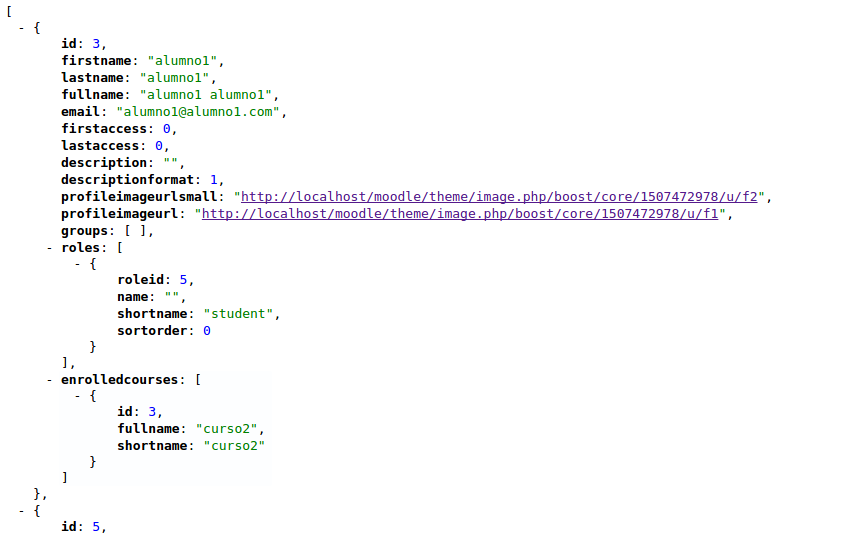 [
- {
id: 3,
firstname: "alumno1",
lastname: "alumno1",
fullname: "alumno1 alumno1",
email: "alumno1@alumno1.com",
firstaccess: 0,
lastaccess: 0,
description: "",
descriptionformat: 1,
profileimageurlsmall: "http://localhost/moodle/theme/image.php/boost/core/1507472978/u/f2",
profileimageurl: "http://localhost/moodle/theme/image.php/boost/core/1507472978/u/f1",
groups: [ ],
- roles: [
- {
roleid: 5,
name: "",
shortname: "student",
sortorder: 0
}
],
- enrolledcourses: [
- {
id: 3,
fullname: "curso2",
shortname: "curso2"
}
]
},
- {
id: 5,